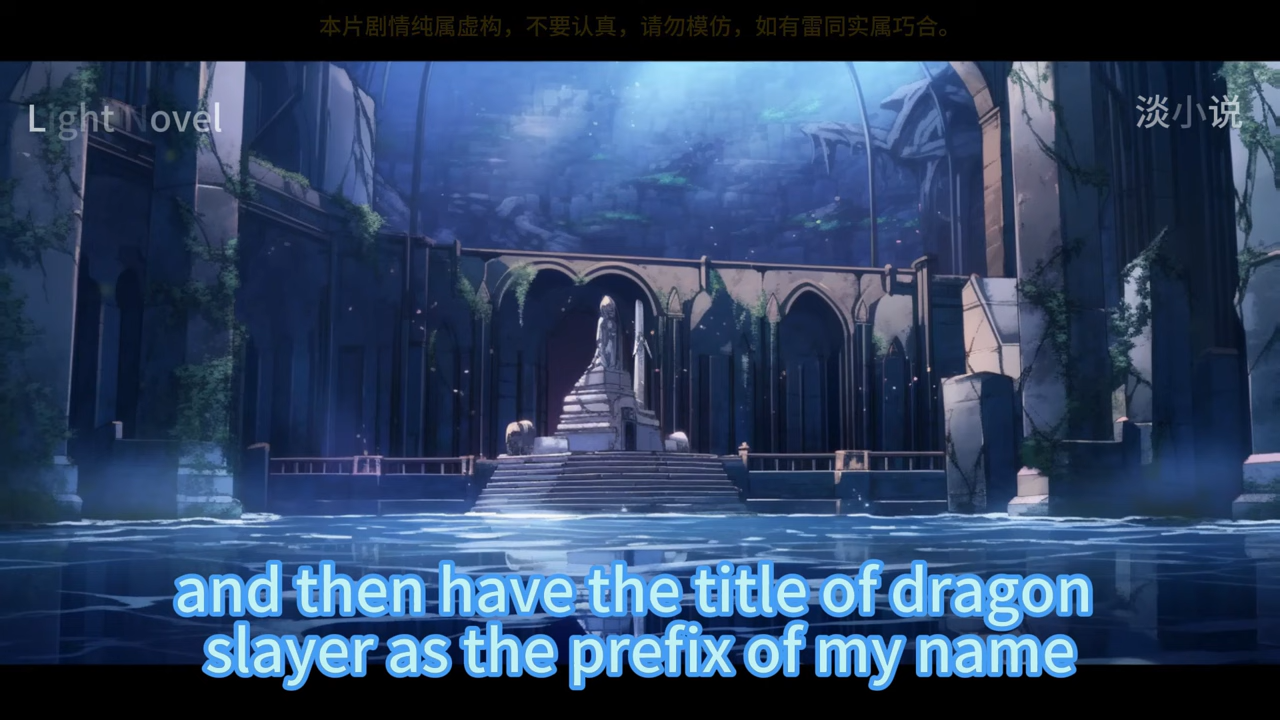 本片剧情纯属虚构，不要认真，请勿模仿，如有雷同实属巧合。
Light Novel
淡小说
and then have the title of dragon
slayer as the prefix of my name